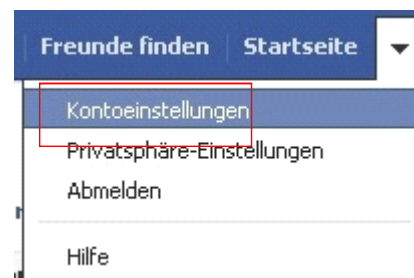 Freunde finden Startseite
Kontoeinstellungen
Privatsphäre-Einstellungen
Abmelden
Hilfe